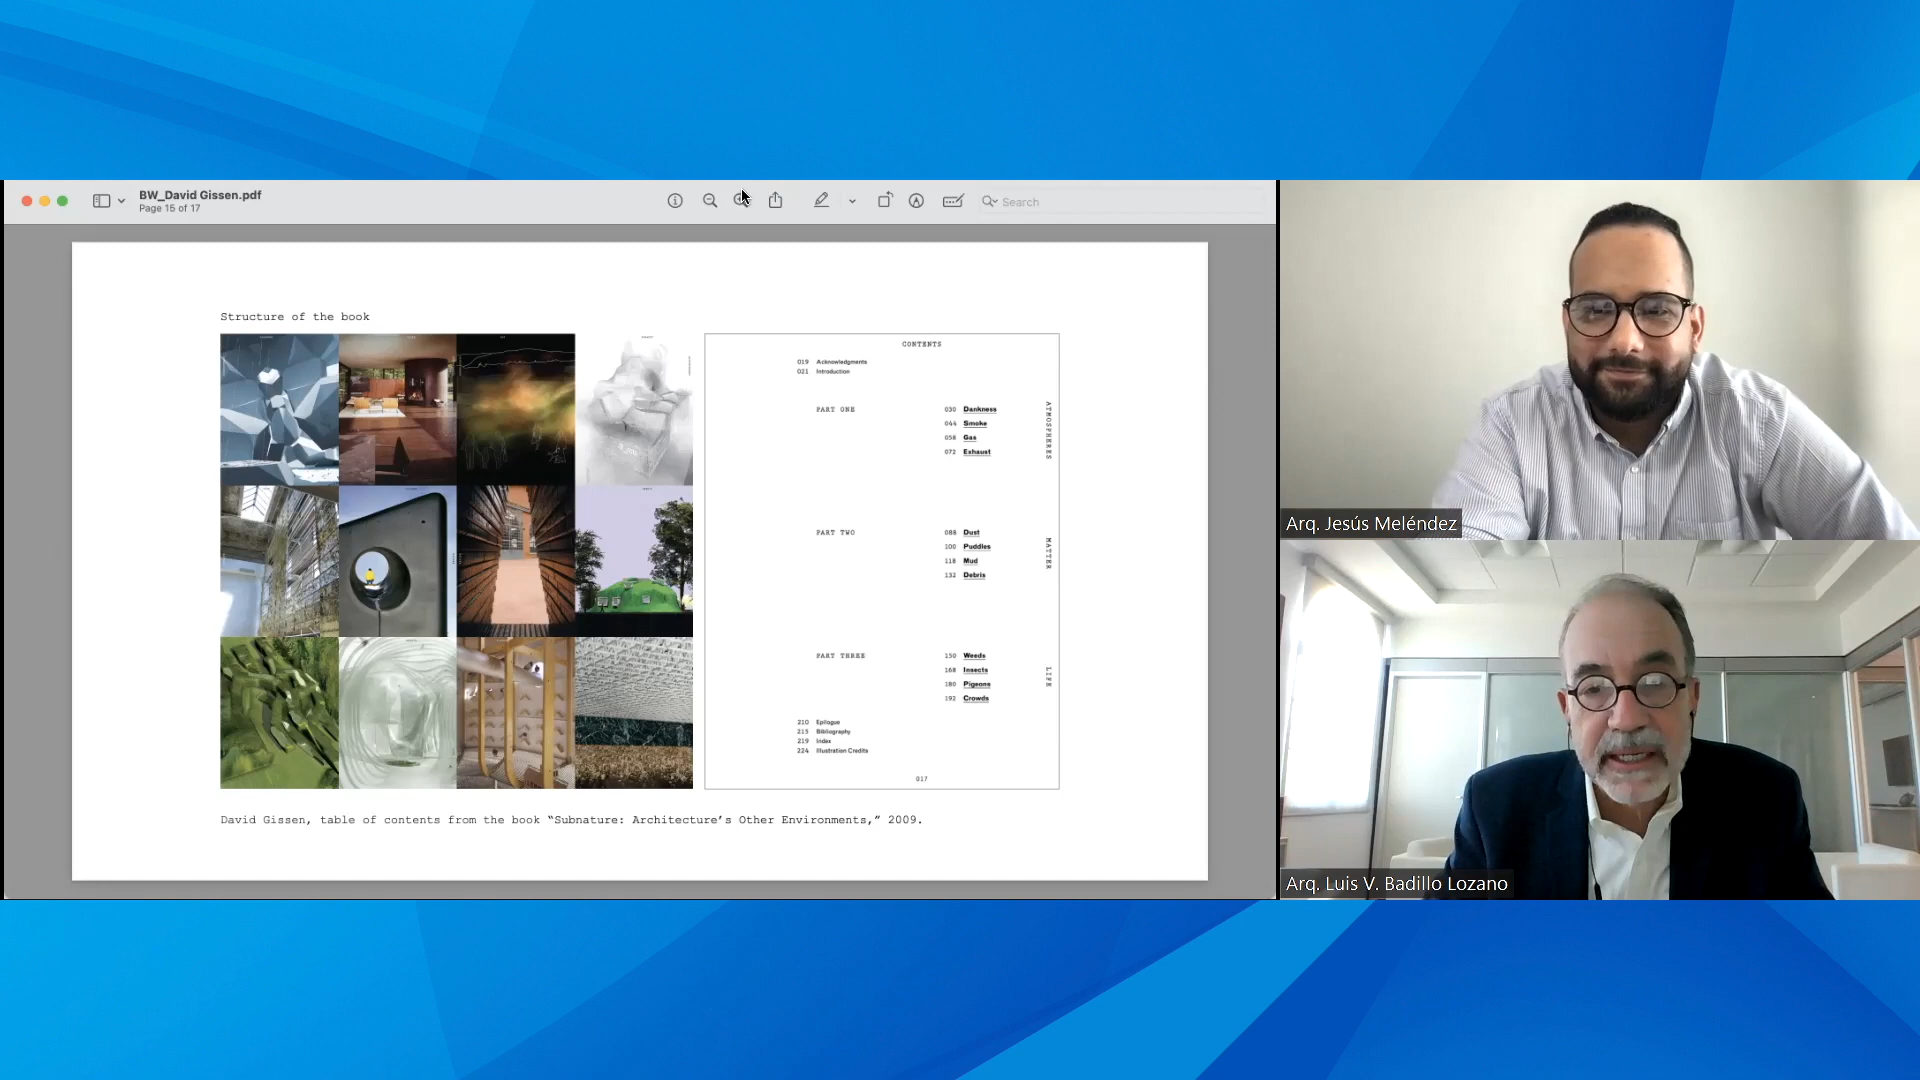 BW_David Gissen.pdf
Page 15 of 17
Search
Structure of the book
CONTENTS
019 Acknowledgments
021 Introduction
PART ONE
030 Dankness
044 Smoke
058 Gas
072 Exhaust
ATMOSPHERES
PART TWO
088 Dust
100 Puddles
118 Mud
132 Debris
MATTER
PART THREE
150 Weeds
168 Insects
180 Pigeons
192 Crowds
LIFE
210 Epilogue
215 Bibliography
219 Index
224 Illustration Credits
017
David Gissen, table of contents from the book “Subnature: Architecture’s Other Environments,” 2009.
Arq. Jesús Meléndez
Arq. Luis V. Badillo Lozano